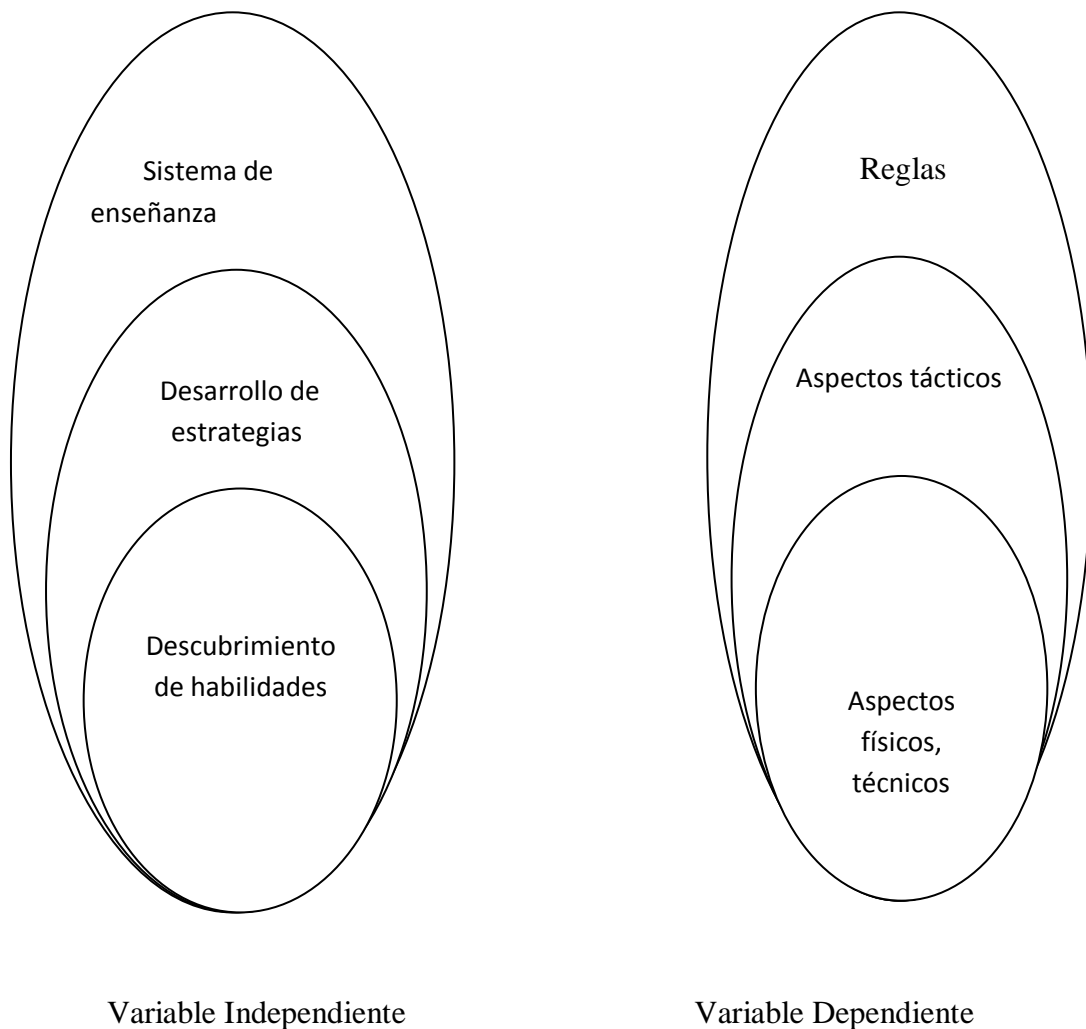 Sistema de
enseñanza
Desarrollo de
estrategias
Descubrimiento
de habilidades
Variable Independiente
Reglas
Aspectos tácticos
Aspectos
físicos,
técnicos
Variable Dependiente